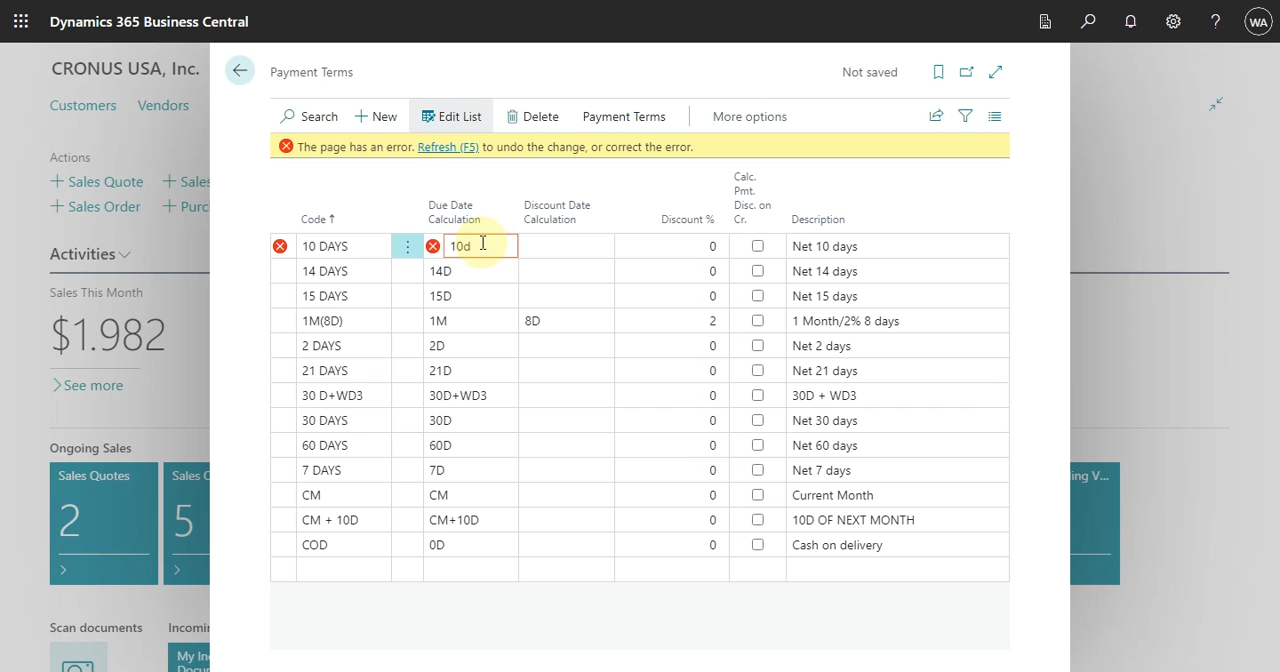 Dynamics 365 Business Central
WA
CRONUS USA, Inc.
Customers Vendors
Actions
+ Sales Quote + Sales
+ Sales Order + Purc
Activities
Sales This Month
$1.982
> See more
Ongoing Sales
Sales Quotes
2
Sales
5
ing V...
Scan documents
Incomin
My In
Docum
Payment Terms
Not saved
Search + New Edit List Delete Payment Terms More options
The page has an error. Refresh (F5) to undo the change, or correct the error.
Code ↑ Due Date Calculation Discount Date Calculation Discount % Calc. Pmt. Disc. on Cr. Description
10 DAYS 10d 0 Net 10 days
14 DAYS 14D 0 Net 14 days
15 DAYS 15D 0 Net 15 days
1M(8D) 1M 8D 2 1 Month/2% 8 days
2 DAYS 2D 0 Net 2 days
21 DAYS 21D 0 Net 21 days
30 D+WD3 30D+WD3 0 30D + WD3
30 DAYS 30D 0 Net 30 days
60 DAYS 60D 0 Net 60 days
7 DAYS 7D 0 Net 7 days
CM CM 0 Current Month
CM + 10D CM+10D 0 10D OF NEXT MONTH
COD 0D 0 Cash on delivery